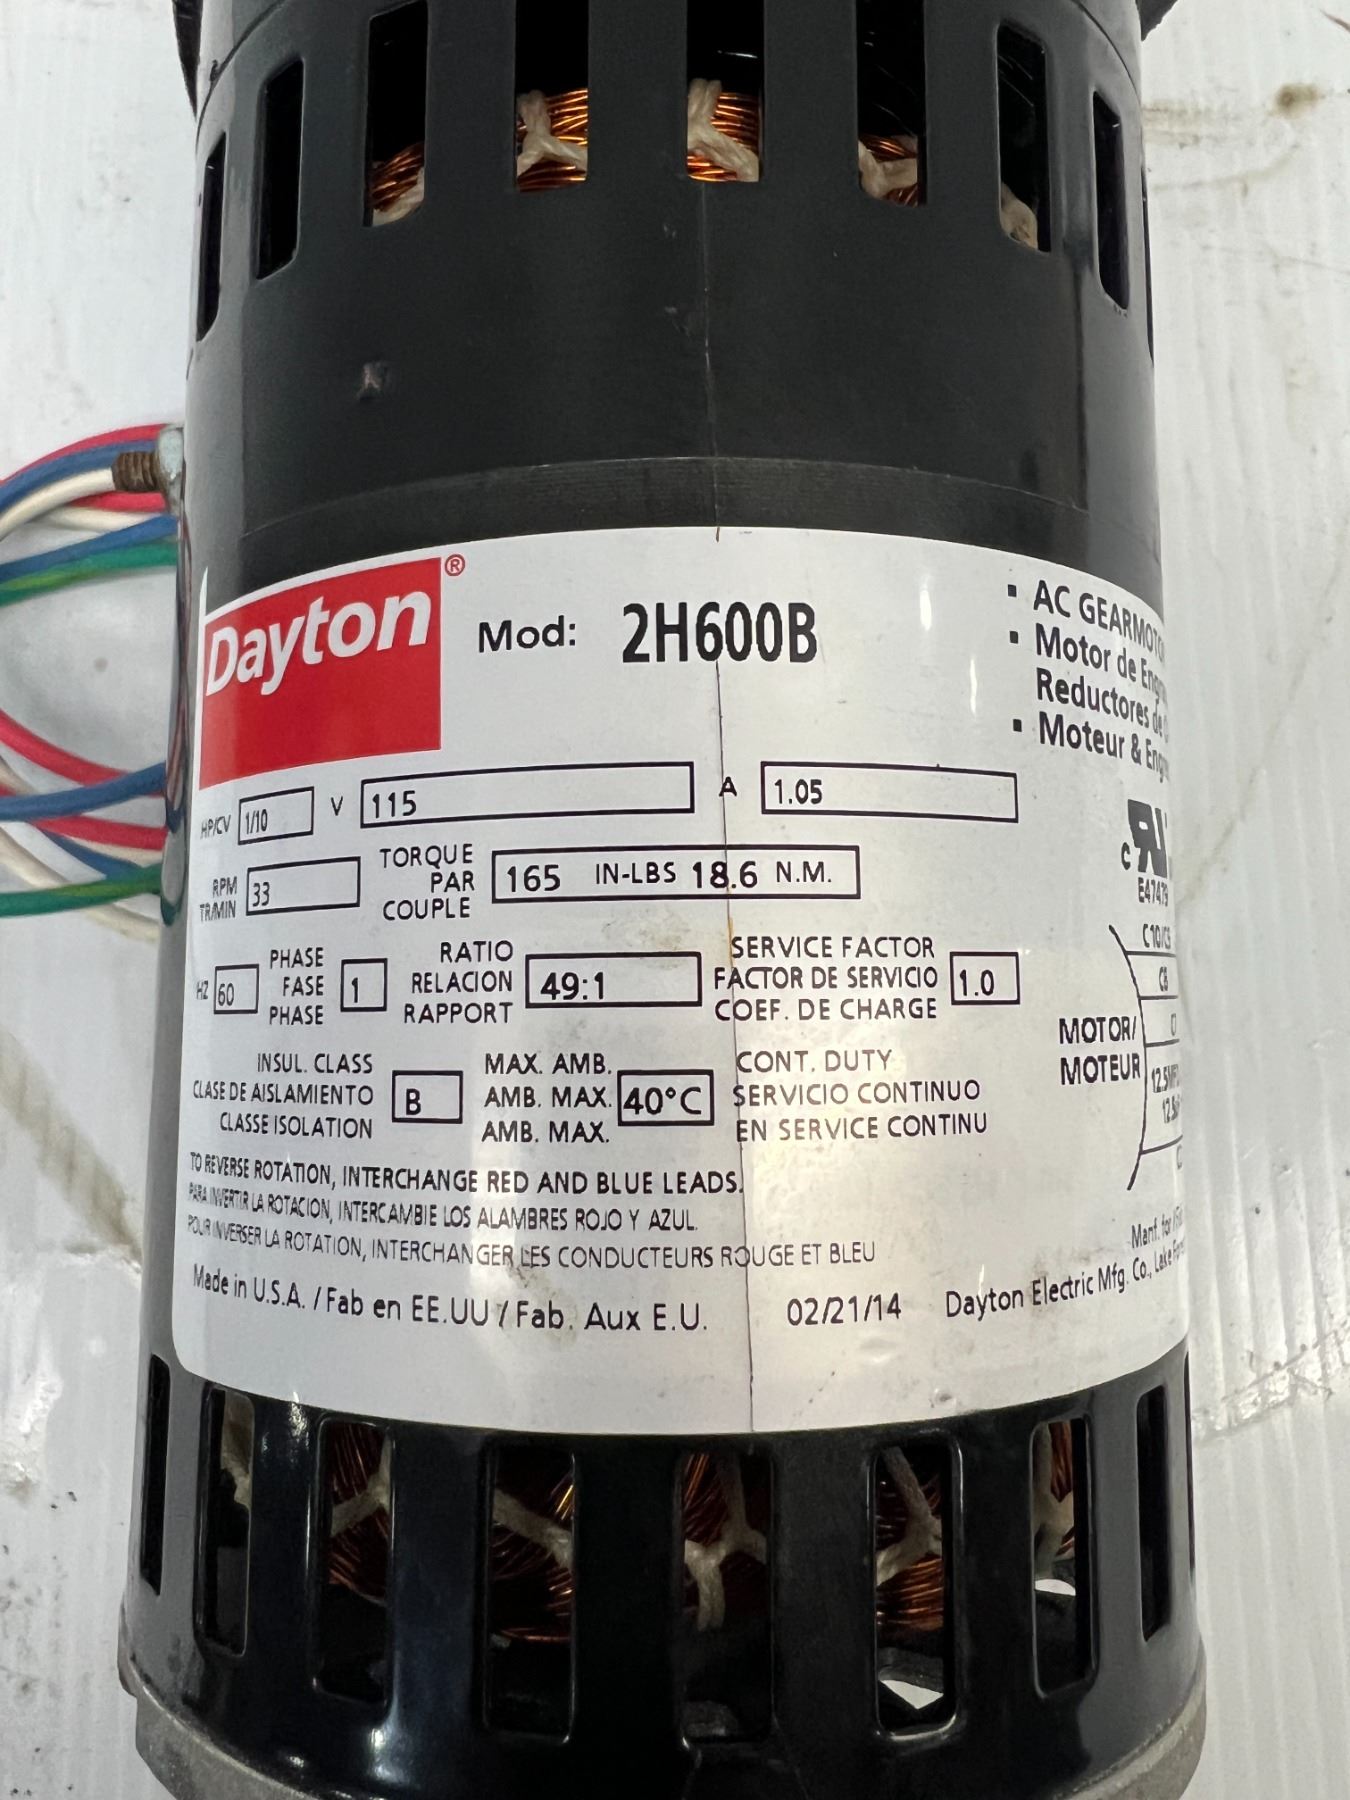 Dayton®
Mod: 2H600B
▪ AC
▪ Motor de
Reductores de
▪ Moteur &
HP/CV 1/10 V 115 A 1.05
RPM
TR/MIN 33
TORQUE
PAR
COUPLE
165 IN-LBS 18.6 N.M.
HZ 60
PHASE
FASE
PHASE
1
RATIO
RELACION
RAPPORT
49:1
SERVICE FACTOR
FACTOR DE SERVICIO
COEF. DE CHARGE
1.0
INSUL. CLASS
CLASE DE AISLAMIENTO
CLASSE ISOLATION
B
MAX. AMB.
AMB. MAX.
AMB. MAX.
40°C
CONT. DUTY
SERVICIO CONTINUO
EN SERVICE CONTINU
TO REVERSE ROTATION, INTERCHANGE RED AND BLUE LEADS.
PARA INVERTIR LA ROTACION, INTERCAMBIE LOS ALAMBRES ROJO Y AZUL.
POUR INVERSER LA ROTATION, INTERCHANGER LES CONDUCTEURS ROUGE ET BLEU
Made in U.S.A. / Fab en EE.UU / Fab. Aux E.U. 02/21/14
C
MOTOR/
MOTEUR
Manf. for
Dayton Electric Mfg. Co., Lake